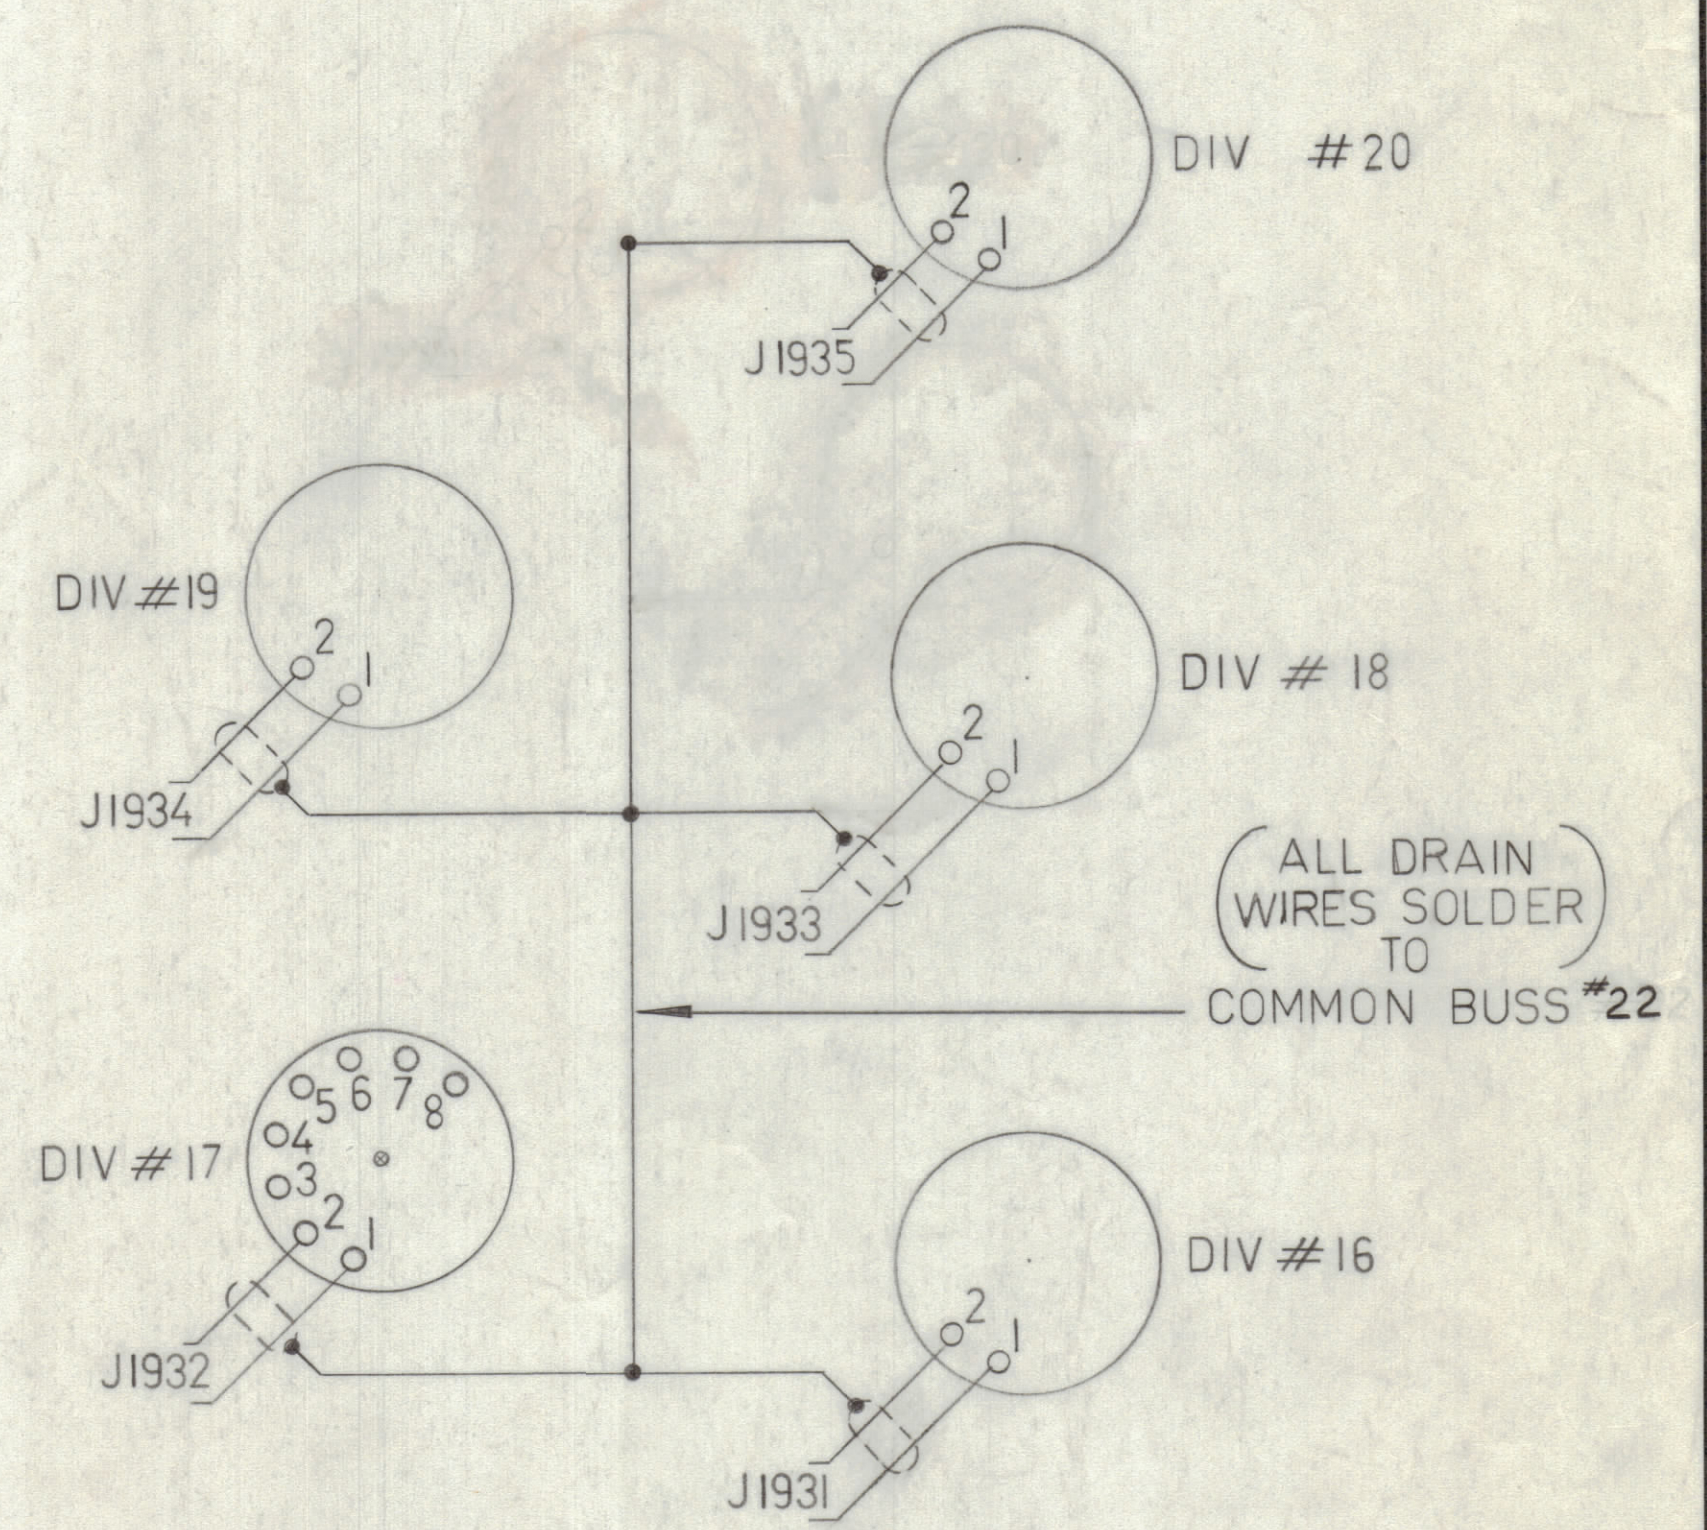 DIV #20
2
1
J1935
DIV #19
2
1
J1934
DIV # 18
2
1
J1933
ALL DRAIN
WIRES SOLDER
TO
COMMON BUSS #22
DIV #17
5 6 7 8
4
3
2
1
J1932
DIV #16
2
1
J1931